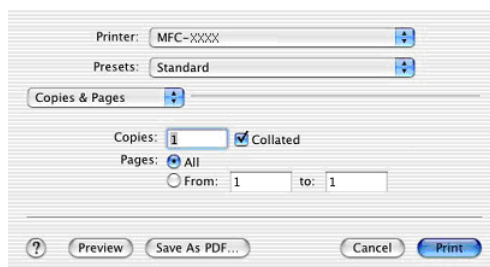 Printer: MFC-XXXX
Presets: Standard
Copies & Pages
Copies: 1 Collated
Pages: All
From: 1 to: 1
? Preview Save As PDF... Cancel Print